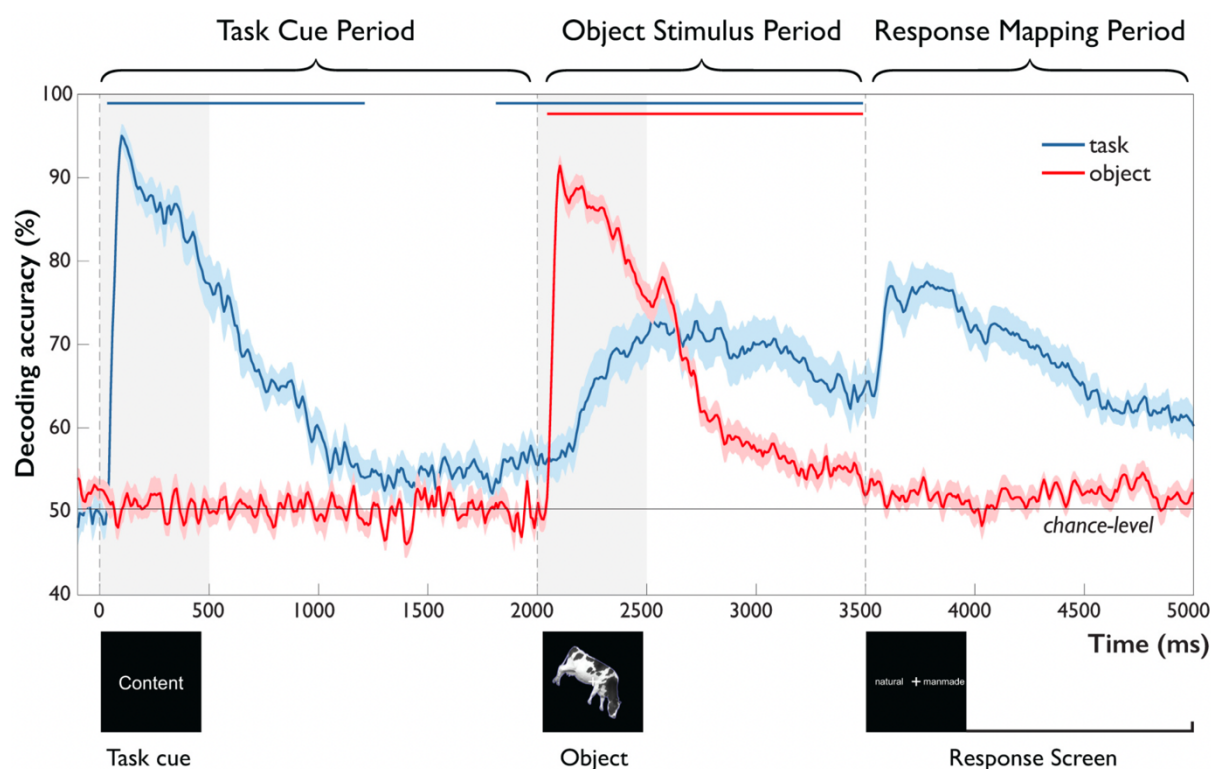 Task Cue Period
Object Stimulus Period
Response Mapping Period
100
90
80
70
60
50
40
Decoding accuracy (%)
task
object
chance-level
0
500
1000
1500
2000
2500
3000
3500
4000
4500
5000
Time (ms)
Content
natural + manmade
Task cue
Object
Response Screen